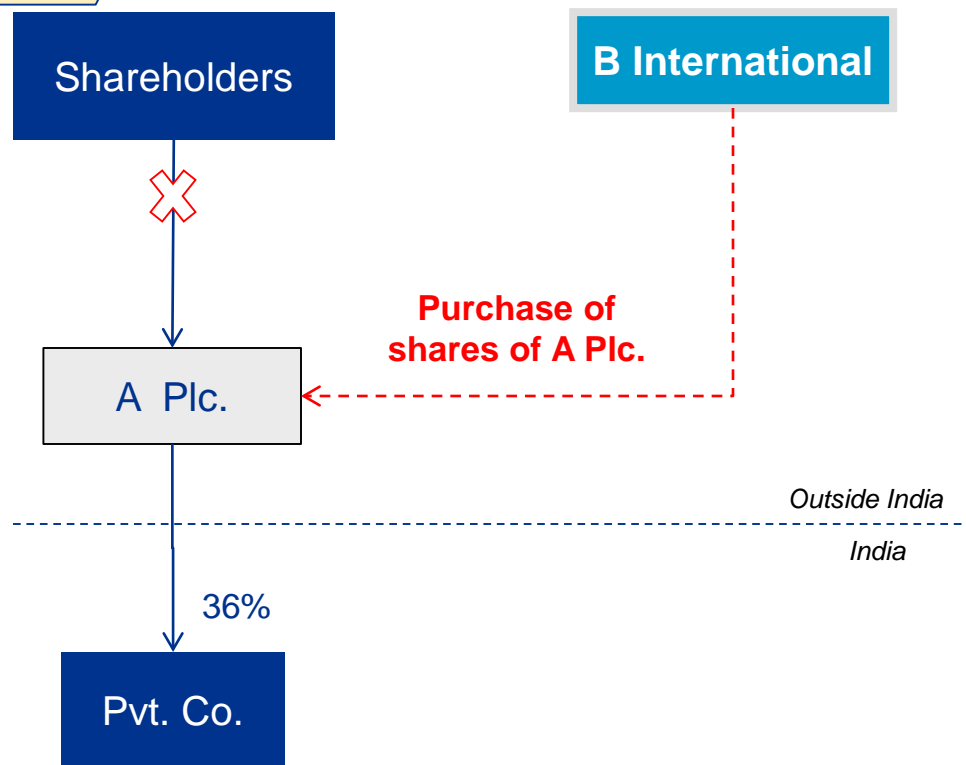 Shareholders
B International
Purchase of
shares of A Plc.
A Plc.
Outside India
India
36%
Pvt. Co.